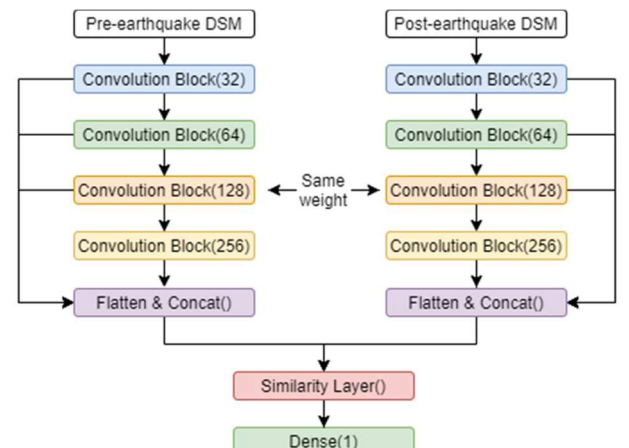 Pre-earthquake DSM
Post-earthquake DSM
Convolution Block(32)
Convolution Block(32)
Convolution Block(64)
Convolution Block(64)
Convolution Block(128)
Same
weight
Convolution Block(128)
Convolution Block(256)
Convolution Block(256)
Flatten & Concat()
Flatten & Concat()
Similarity Layer()
Dense(1)